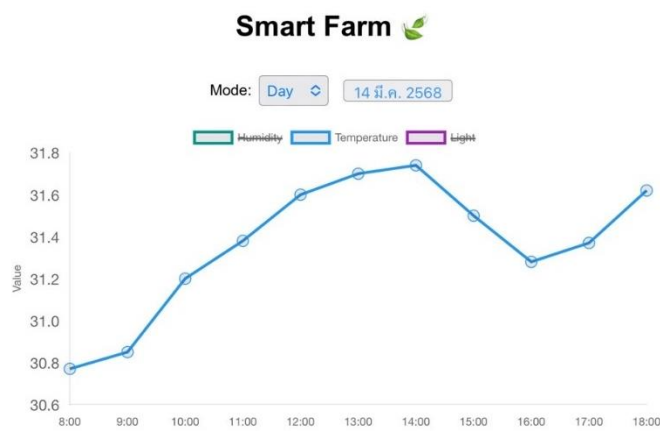 Smart Farm 🌿
Mode: Day 14 มี.ค. 2568
Humidity Temperature Light
31.8
31.6
31.4
31.2
31.0
30.8
30.6
Value
8:00 9:00 10:00 11:00 12:00 13:00 14:00 15:00 16:00 17:00 18:00